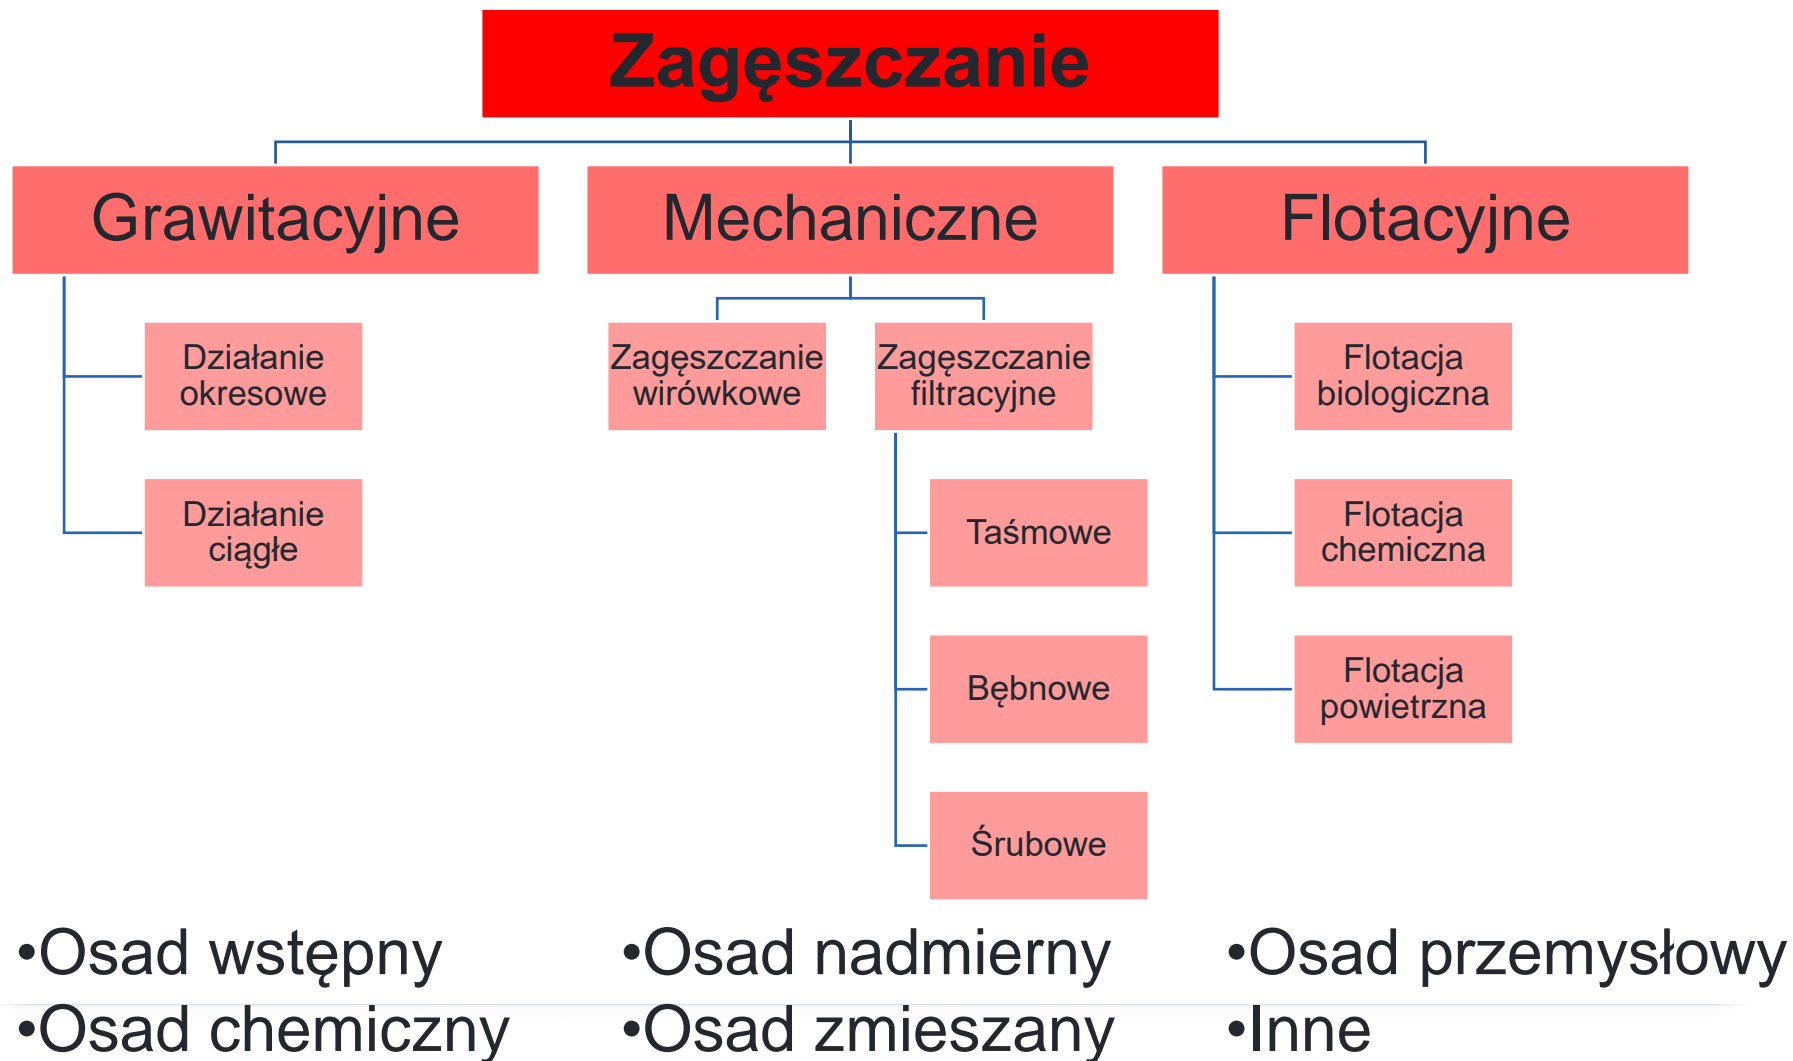 Zagęszczanie
Grawitacyjne
Mechaniczne
Flotacyjne
Działanie
okresowe
Działanie
ciągłe
Zagęszczanie
wirówkowe
Zagęszczanie
filtracyjne
Taśmowe
Bębnowe
Śrubowe
Flotacja
biologiczna
Flotacja
chemiczna
Flotacja
powietrzna
•Osad wstępny
•Osad chemiczny
•Osad nadmierny
•Osad zmieszany
•Osad przemysłowy
•Inne